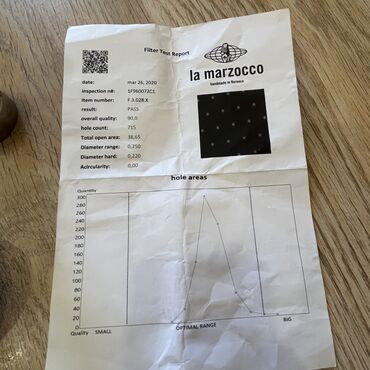 Filter Test Report
la marzocco
handmade in florence
date: mar 26, 2020
inspection n#: 1F960072C1
Item number: F.3.028.X
result: PASS
overall quality: 90,0
hole count: 715
Total open area: 38,65
Diameter range: 0,250
Diameter hard: 0,220
Acircularity: 0,00
hole areas
Quantity
300
280
260
240
220
200
180
160
140
120
100
80
60
40
20
0
Quality SMALL OPTIMAL RANGE BIG